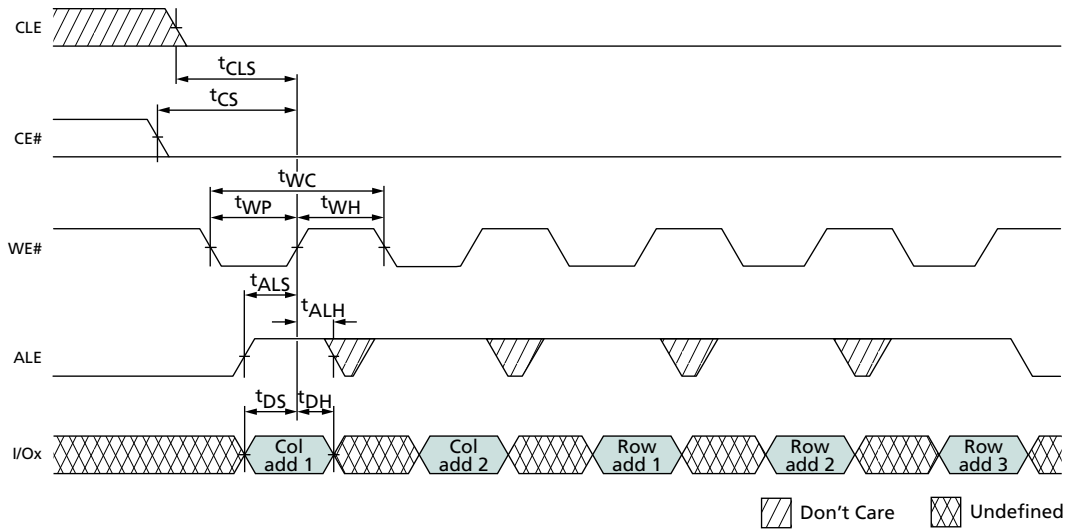 CLE
tCLS
tCS
CE#
tWC
tWP
tWH
WE#
tALS
tALH
ALE
tDS
tDH
I/Ox
Col
add 1
Col
add 2
Row
add 1
Row
add 2
Row
add 3
Don't Care
Undefined